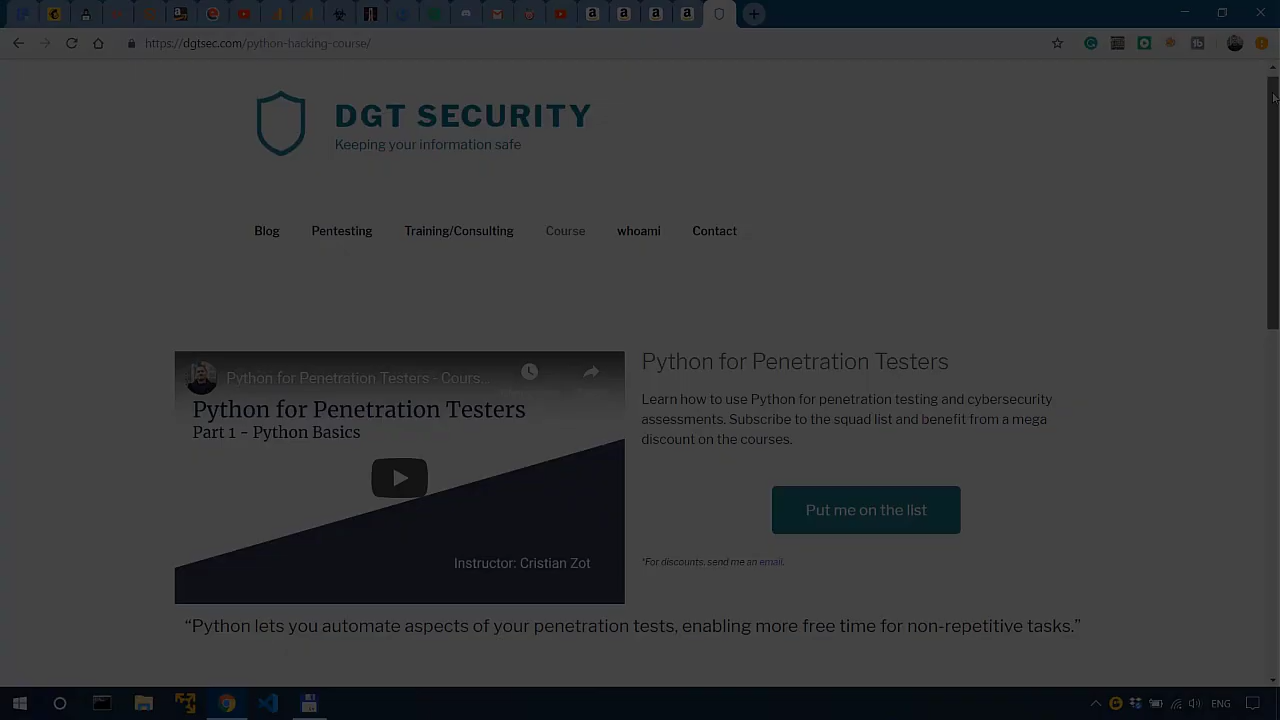 https://dgtsec.com/python-hacking-course/
DGT SECURITY
Keeping your information safe
Blog
Pentesting
Training/Consulting
Course
whoami
Contact
Python for Penetration Testers - Cours...
Python for Penetration Testers
Part 1 - Python Basics
Instructor: Cristian Zot
Python for Penetration Testers
Learn how to use Python for penetration testing and cybersecurity
assessments. Subscribe to the squad list and benefit from a mega
discount on the courses.
Put me on the list
*For discounts, send me an email.
“Python lets you automate aspects of your penetration tests, enabling more free time for non-repetitive tasks.”
ENG